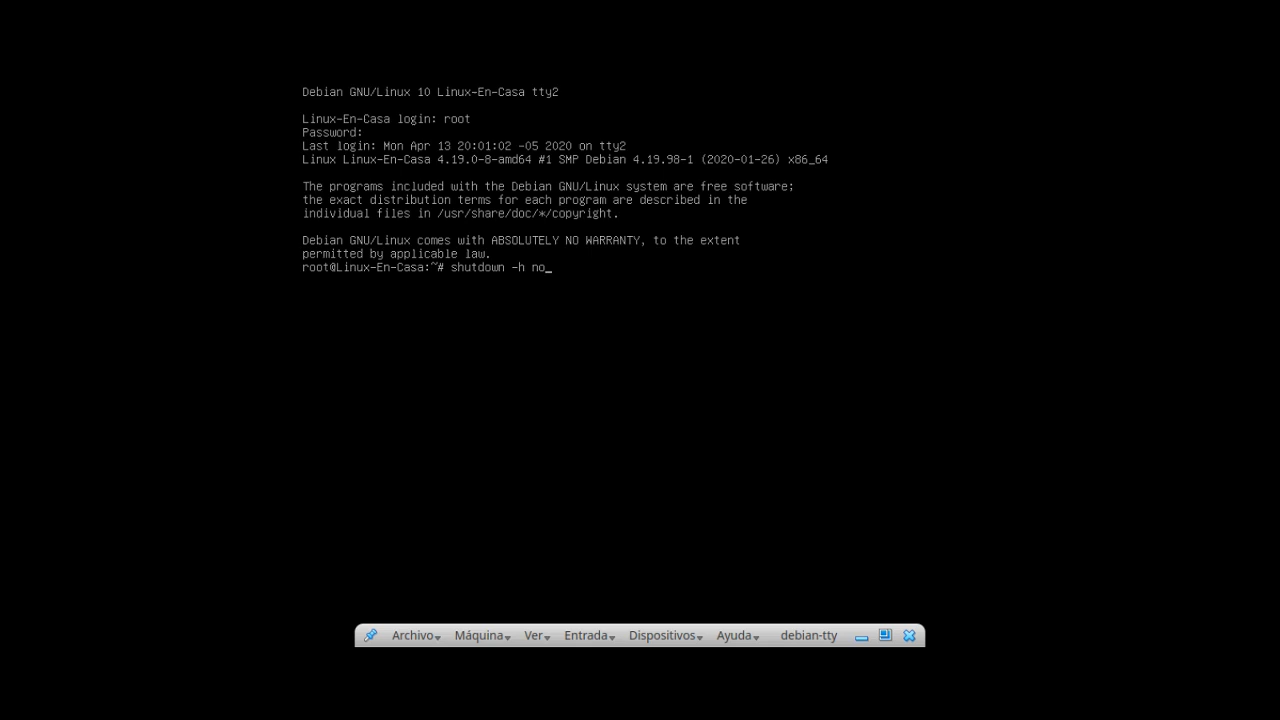 Debian GNU/Linux 10 Linux-En-Casa tty2
Linux-En-Casa login: root
Password:
Last login: Mon Apr 13 20:01:02 -05 2020 on tty2
Linux Linux-En-Casa 4.19.0-8-amd64 #1 SMP Debian 4.19.98-1 (2020-01-26) x86_64
The programs included with the Debian GNU/Linux system are free software;
the exact distribution terms for each program are described in the
individual files in /usr/share/doc/*/copyright.
Debian GNU/Linux comes with ABSOLUTELY NO WARRANTY, to the extent
permitted by applicable law.
root@Linux-En-Casa:~# shutdown -h no_
Archivo Máquina Ver Entrada Dispositivos Ayuda debian-tty